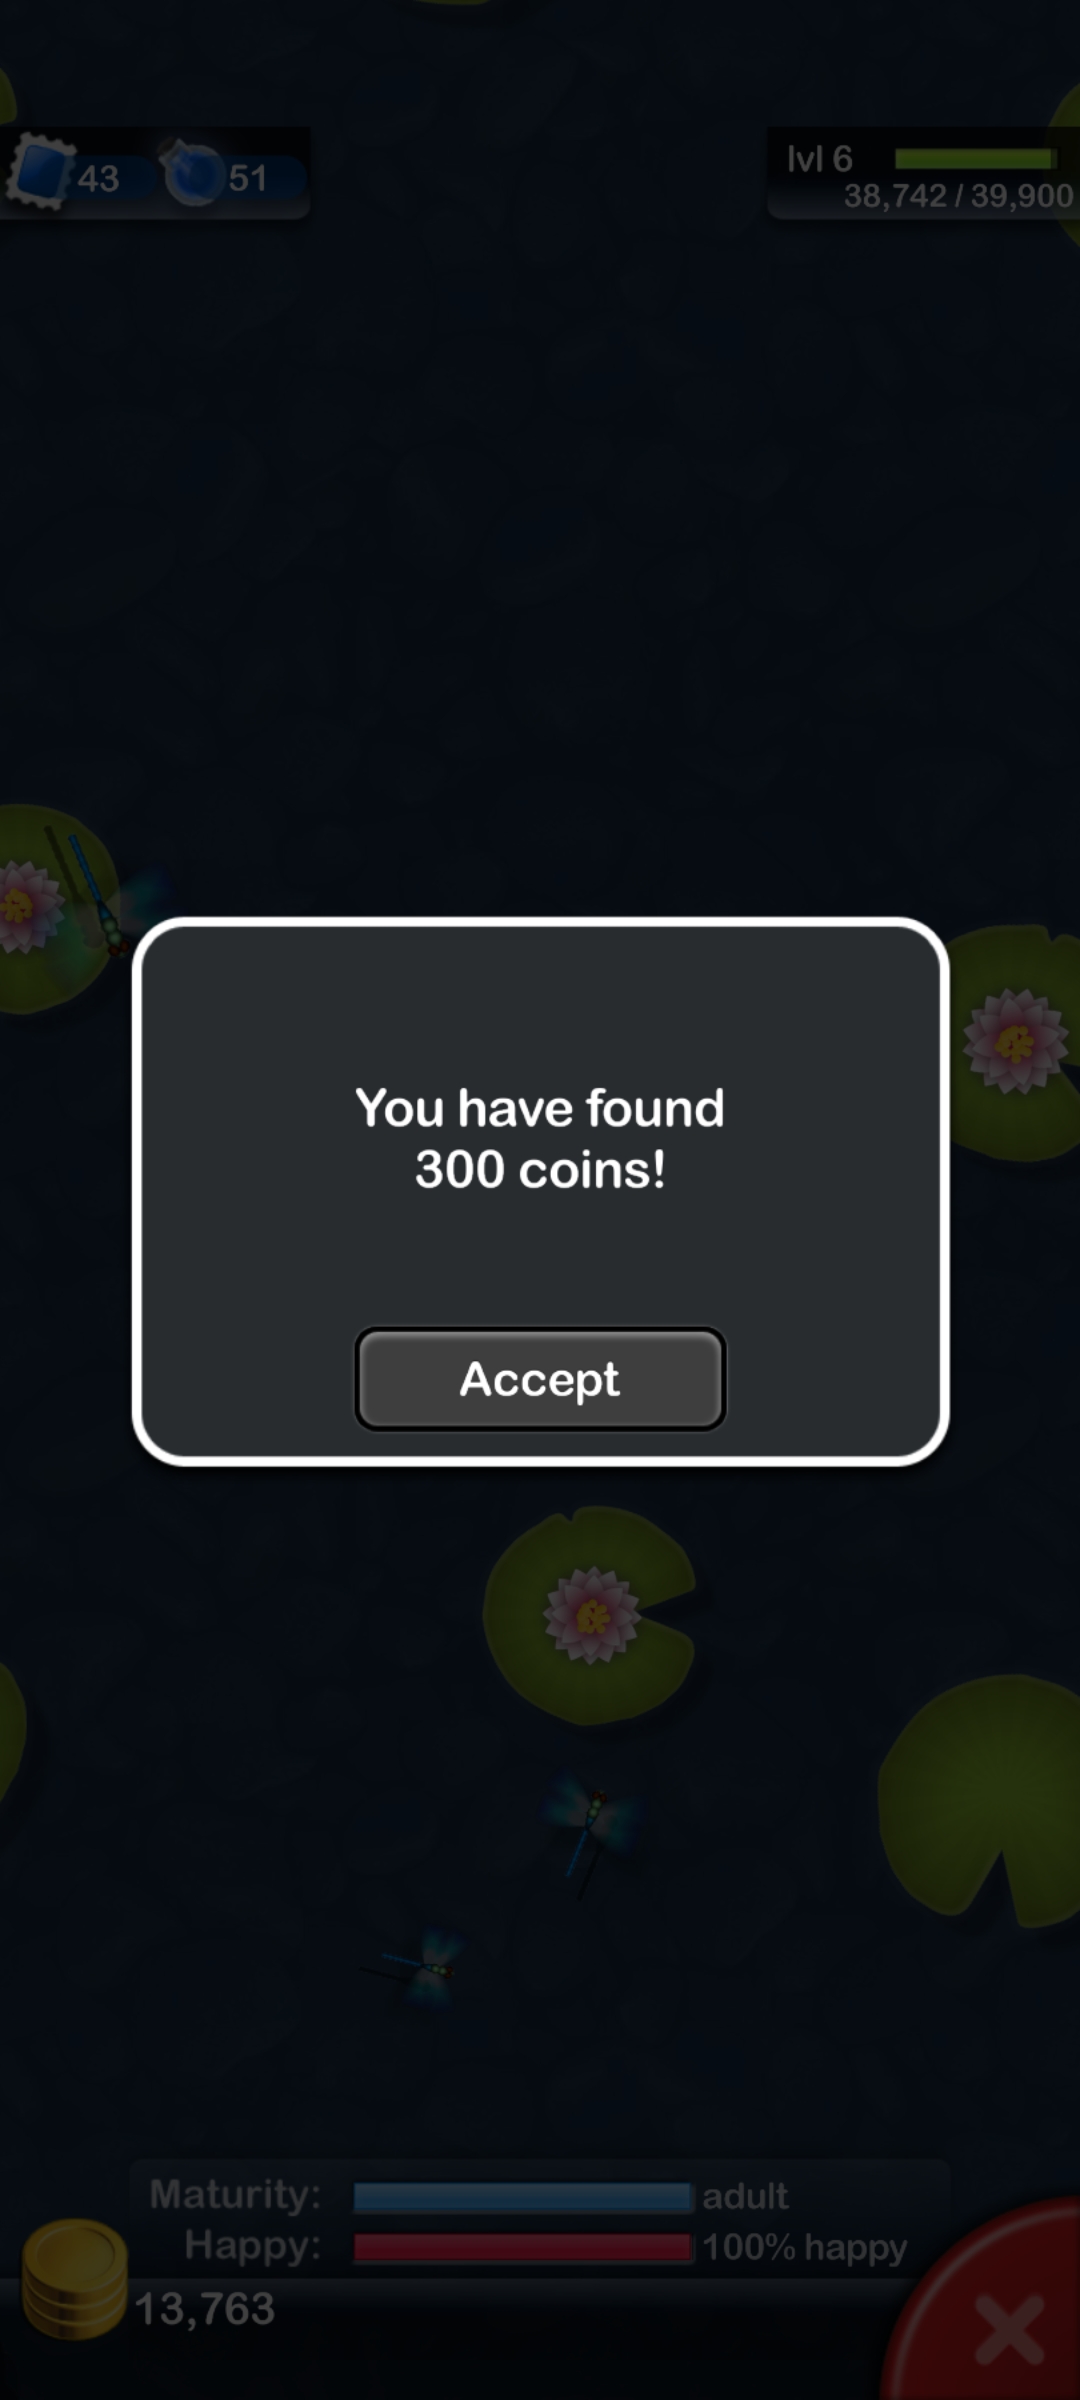 43 51
lvl 6
38,742 / 39,900
You have found
300 coins!
Accept
Maturity: adult
Happy: 100% happy
13,763